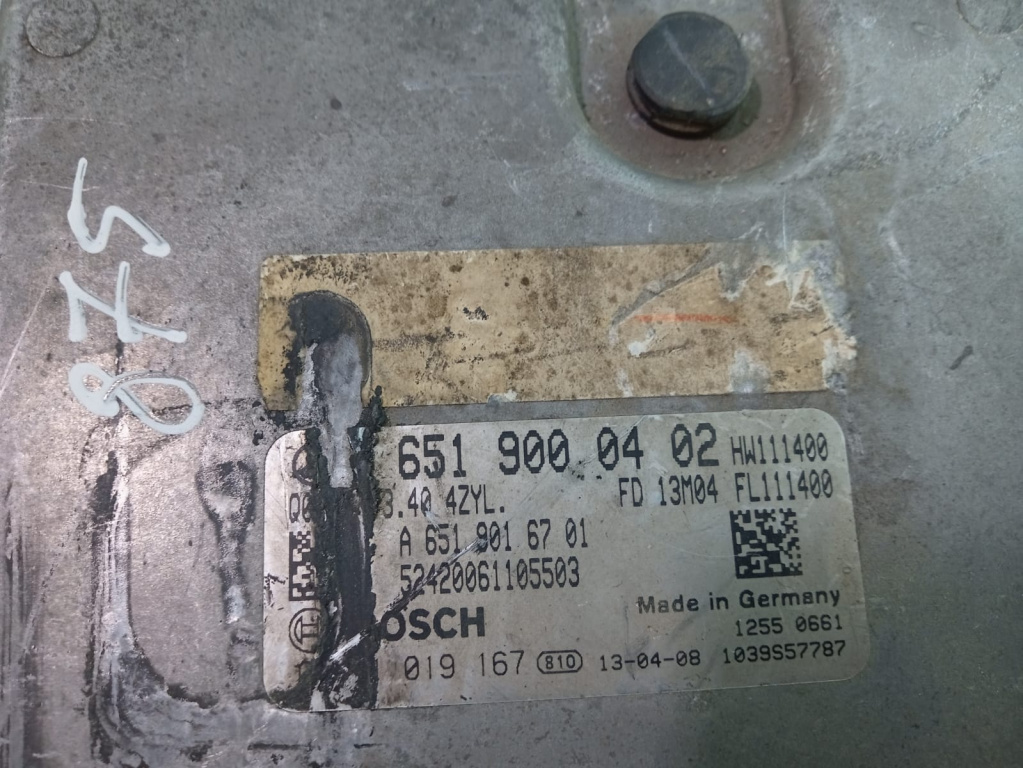 875
651 900 04 02 HW111400
3.40 4ZYL. FD 13M04 FL111400
A 651 901 67 01
52420061105503
OSCH
Made in Germany
1255 0661
019 167 810 13-04-08 1039S57787